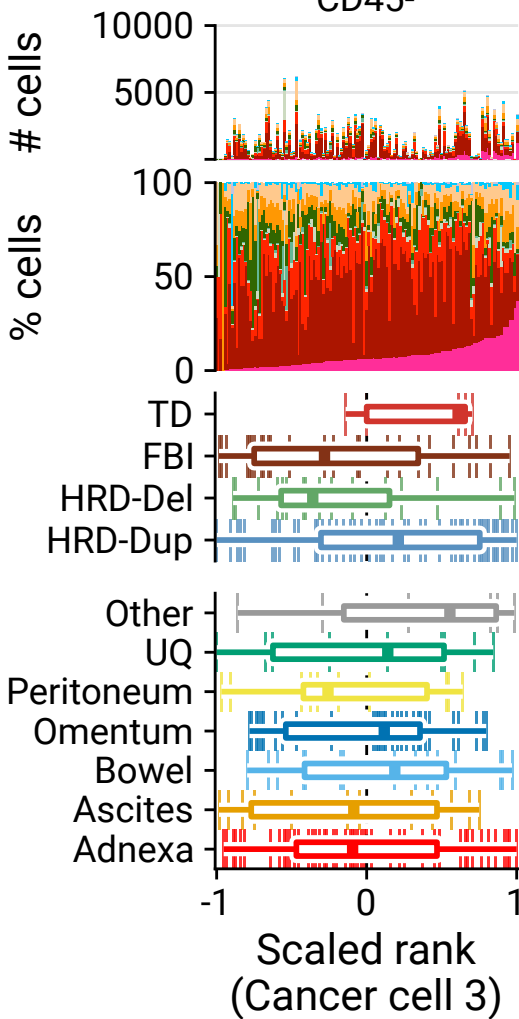 CD45-
10000
5000
# cells
100
50
0
% cells
TD
FBI
HRD-Del
HRD-Dup
Other
UQ
Peritoneum
Omentum
Bowel
Ascites
Adnexa
-1 0 1
Scaled rank
(Cancer cell 3)